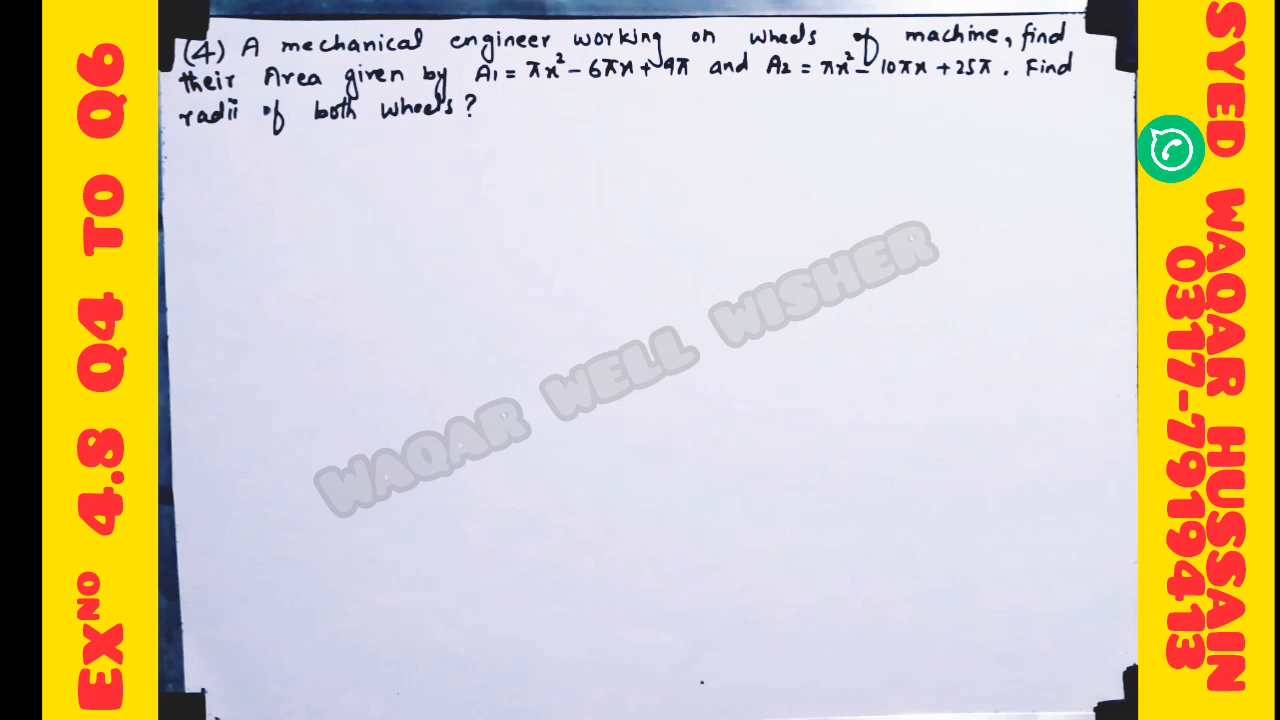 EXNO 4.8 Q4 TO Q6
(4) A mechanical engineer working on wheels of machine, find
their Area given by A₁ = πx² - 6πx + 9π and A₂ = πx² - 10πx + 25π. Find
radii of both wheels?
WAQAR WELL WISHER
SYED WAQAR HUSSAIN
0317-7919413